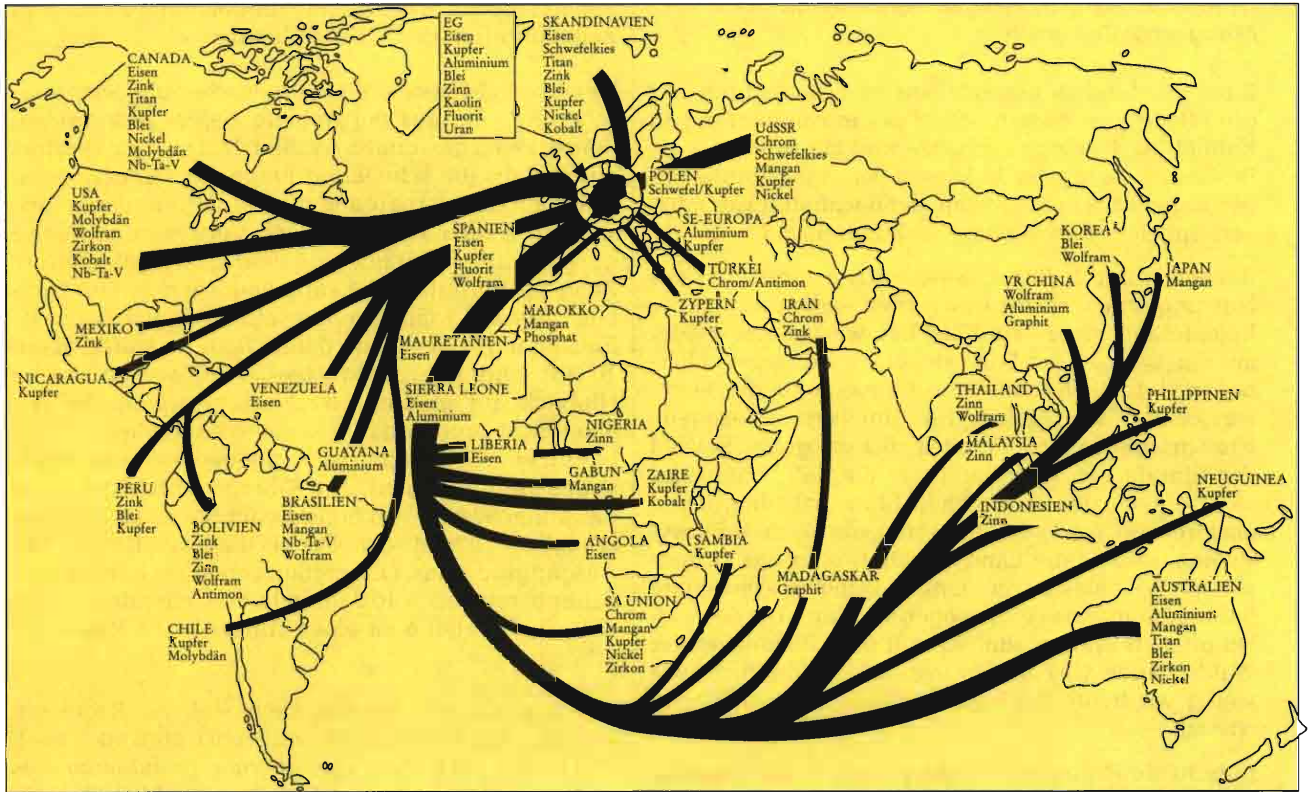 CANADA
Eisen
Zink
Titan
Kupfer
Blei
Nickel
Molybdän
Nb-Ta-V
USA
Kupfer
Molybdän
Wolfram
Zirkon
Kobalt
Nb-Ta-V
MEXIKO
Zink
NICARAGUA
Kupfer
PERU
Zink
Blei
Kupfer
BOLIVIEN
Zink
Blei
Zinn
Wolfram
Antimon
CHILE
Kupfer
Molybdän
VENEZUELA
Eisen
GUAYANA
Aluminium
BRASILIEN
Eisen
Mangan
Nb-Ta-V
Wolfram
EG
Eisen
Kupfer
Aluminium
Blei
Zinn
Kaolin
Fluorit
Uran
SKANDINAVIEN
Eisen
Schwefelkies
Titan
Zink
Blei
Kupfer
Nickel
Kobalt
UdSSR
Chrom
Schwefelkies
Mangan
Kupfer
Nickel
POLEN
Schwefel/Kupfer
SE-EUROPA
Aluminium
Kupfer
TÜRKEI
Chrom/Antimon
ZYPERN
Kupfer
SPANIEN
Eisen
Kupfer
Fluorit
Wolfram
MAROKKO
Mangan
Phosphat
MAURETANIEN
Eisen
SIERRA LEONE
Eisen
Aluminium
LIBERIA
Eisen
NIGERIA
Zinn
GABUN
Mangan
ZAIRE
Kupfer
Kobalt
ANGOLA
Eisen
SAMBIA
Kupfer
SA UNION
Chrom
Mangan
Kupfer
Nickel
Zirkon
MADAGASKAR
Graphit
IRAN
Chrom
Zink
KOREA
Blei
Wolfram
JAPAN
Mangan
VR CHINA
Wolfram
Aluminium
Graphit
THAILAND
Zinn
Wolfram
MALAYSIA
Zinn
PHILIPPINEN
Kupfer
INDONESIEN
Zinn
NEUGUINEA
Kupfer
AUSTRALIEN
Eisen
Aluminium
Mangan
Titan
Blei
Zirkon
Nickel